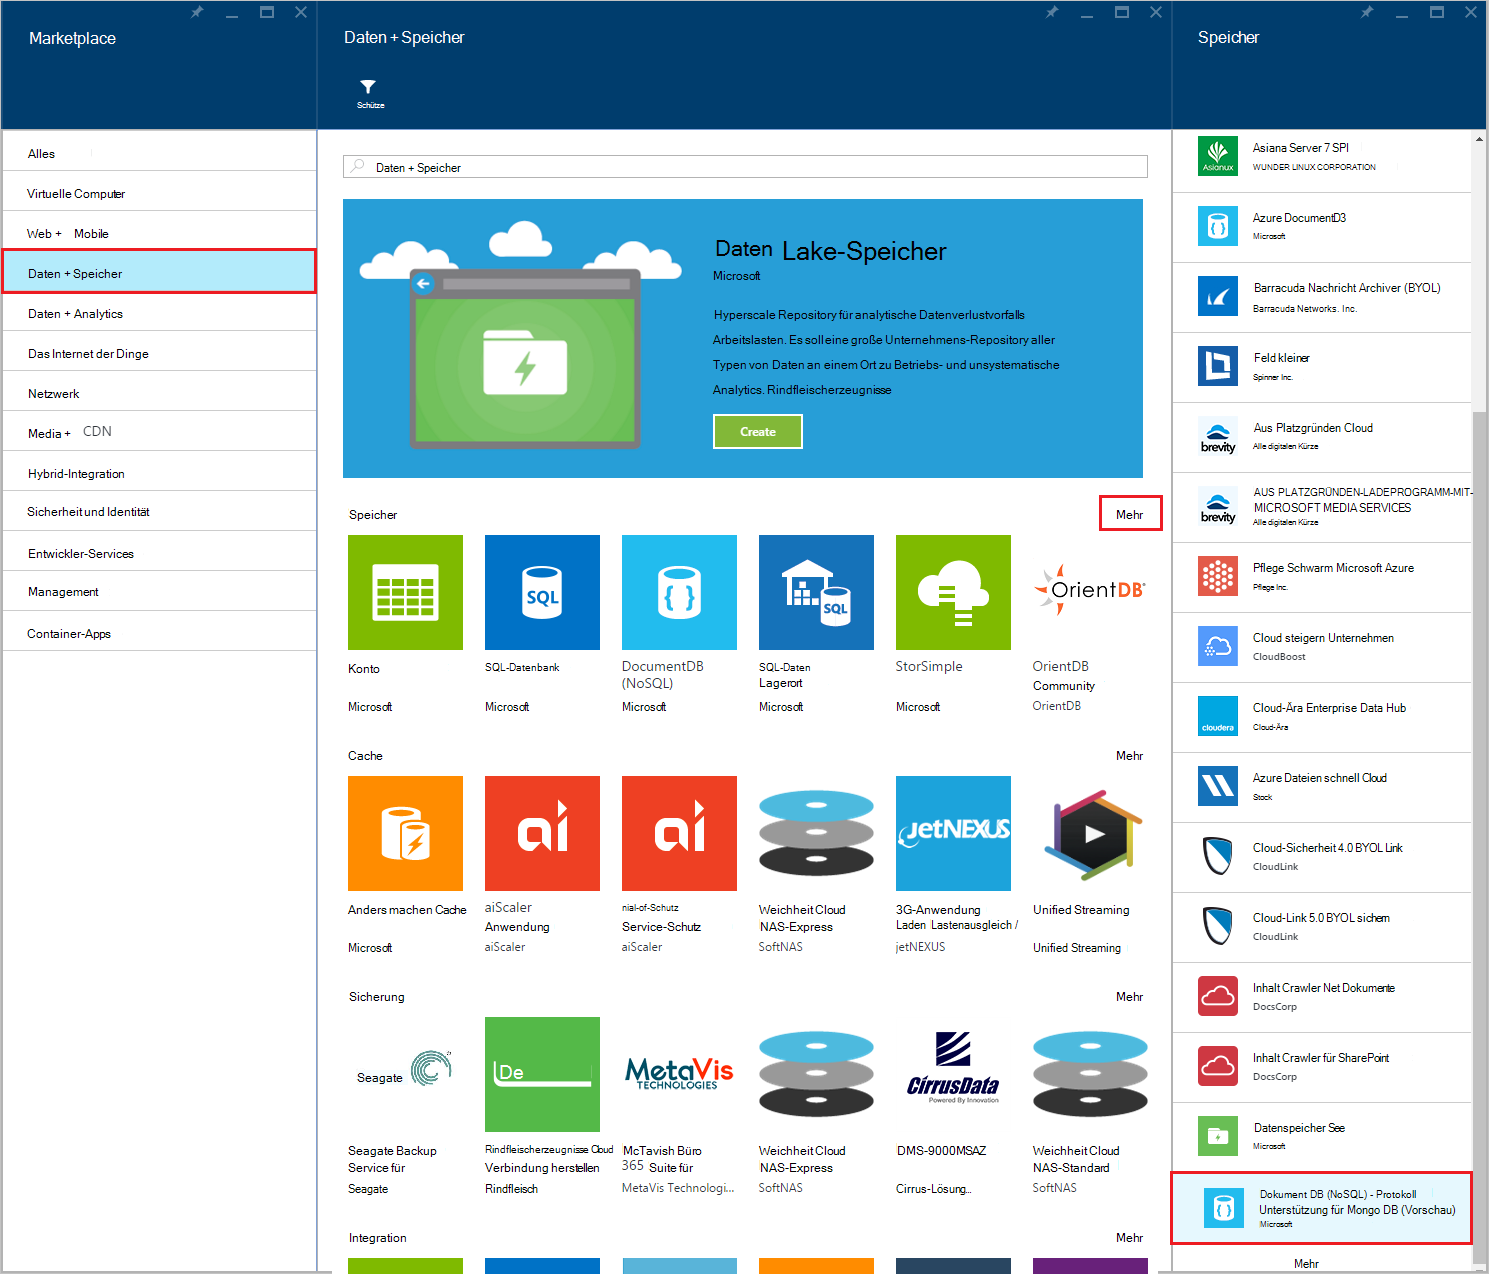 Marketplace
Alles
Virtuelle Computer
Web + Mobile
Daten + Speicher
Daten + Analytics
Das Internet der Dinge
Netzwerk
Media + CDN
Hybrid-Integration
Sicherheit und Identität
Entwickler-Services
Management
Container-Apps
Daten + Speicher
Schütze
Daten + Speicher
Daten Lake-Speicher
Microsoft
Hyperscale Repository für analytische Datenverlustvorfalls
Arbeitslasten. Es soll eine große Unternehmens-Repository aller
Typen von Daten an einem Ort zu Betriebs- und unsystematische
Analytics. Rindfleischerzeugnisse
Create
Speicher Mehr
SQL
{ }
SQL
OrientDB
Konto
Microsoft
SQL-Datenbank
Microsoft
DocumentDB
(NoSQL)
Microsoft
SQL-Daten
Lagerort
Microsoft
StorSimple
Microsoft
OrientDB
Community
OrientDB
Cache Mehr
ai
ai
jetNEXUS
Anders machen Cache
Microsoft
aiScaler
Anwendung
aiScaler
nial-of-Schutz
Service-Schutz
aiScaler
Weichheit Cloud
NAS-Express
SoftNAS
3G-Anwendung
Laden Lastenausgleich /
jetNEXUS
Unified Streaming
Unified Streaming
Sicherung Mehr
Seagate
De
MetaVis
TECHNOLOGIES
CirrusData
Powered By Innovation
Seagate Backup
Service für
Seagate
Rindfleischerzeugnisse Cloud
Verbindung herstellen
Rindfleisch
McTavish Büro
365 Suite für
MetaVis Technologi...
Weichheit Cloud
NAS-Express
SoftNAS
DMS-9000MSAZ
Cirrus-Lösung...
Weichheit Cloud
NAS-Standard
SoftNAS
Integration Mehr
Speicher
Asianux
Asiana Server 7 SPI
WUNDER LINUX CORPORATION
{ }
Azure DocumentD3
Microsoft
Barracuda Nachricht Archiver (BYOL)
Barracuda Networks. Inc.
Feld kleiner
Spinner Inc.
brevity
Aus Platzgründen Cloud
Alle digitalen Kürze
brevity
AUS PLATZGRÜNDEN-LADEPROGRAMM-MIT-
MICROSOFT MEDIA SERVICES
Alle digitalen Kürze
Pflege Schwarm Microsoft Azure
Pflege Inc.
Cloud steigern Unternehmen
CloudBoost
cloudera
Cloud-Ära Enterprise Data Hub
Cloud-Ära
Azure Dateien schnell Cloud
Stock
Cloud-Sicherheit 4.0 BYOL Link
CloudLink
Cloud-Link 5.0 BYOL sichern
CloudLink
Inhalt Crawler Net Dokumente
DocsCorp
Inhalt Crawler für SharePoint
DocsCorp
Datenspeicher See
Microsoft
{ }
Dokument DB (NoSQL) - Protokoll
Unterstützung für Mongo DB (Vorschau)
Microsoft
Mehr